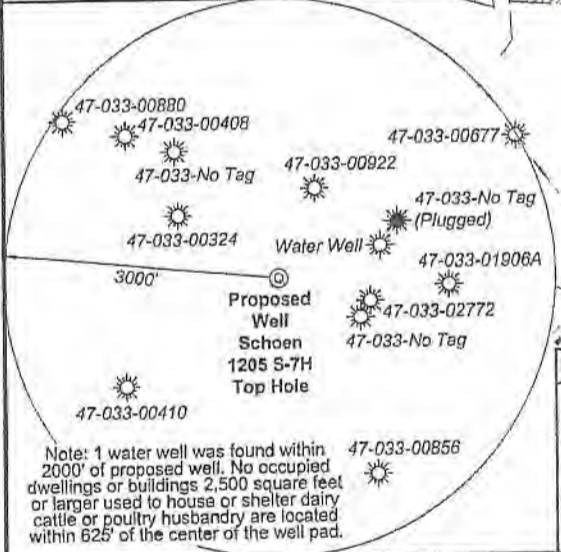 47-033-00880
47-033-00408
47-033-No Tag
47-033-00677
47-033-00922
47-033-No Tag
(Plugged)
47-033-00324
Water Well
47-033-01906A
3000'
Proposed
Well
Schoen
1205 S-7H
Top Hole
47-033-02772
47-033-No Tag
47-033-00410
47-033-00856
Note: 1 water well was found within
2000' of proposed well. No occupied
dwellings or buildings 2,500 square feet
or larger used to house or shelter dairy
cattle or poultry husbandry are located
within 625' of the center of the well pad.